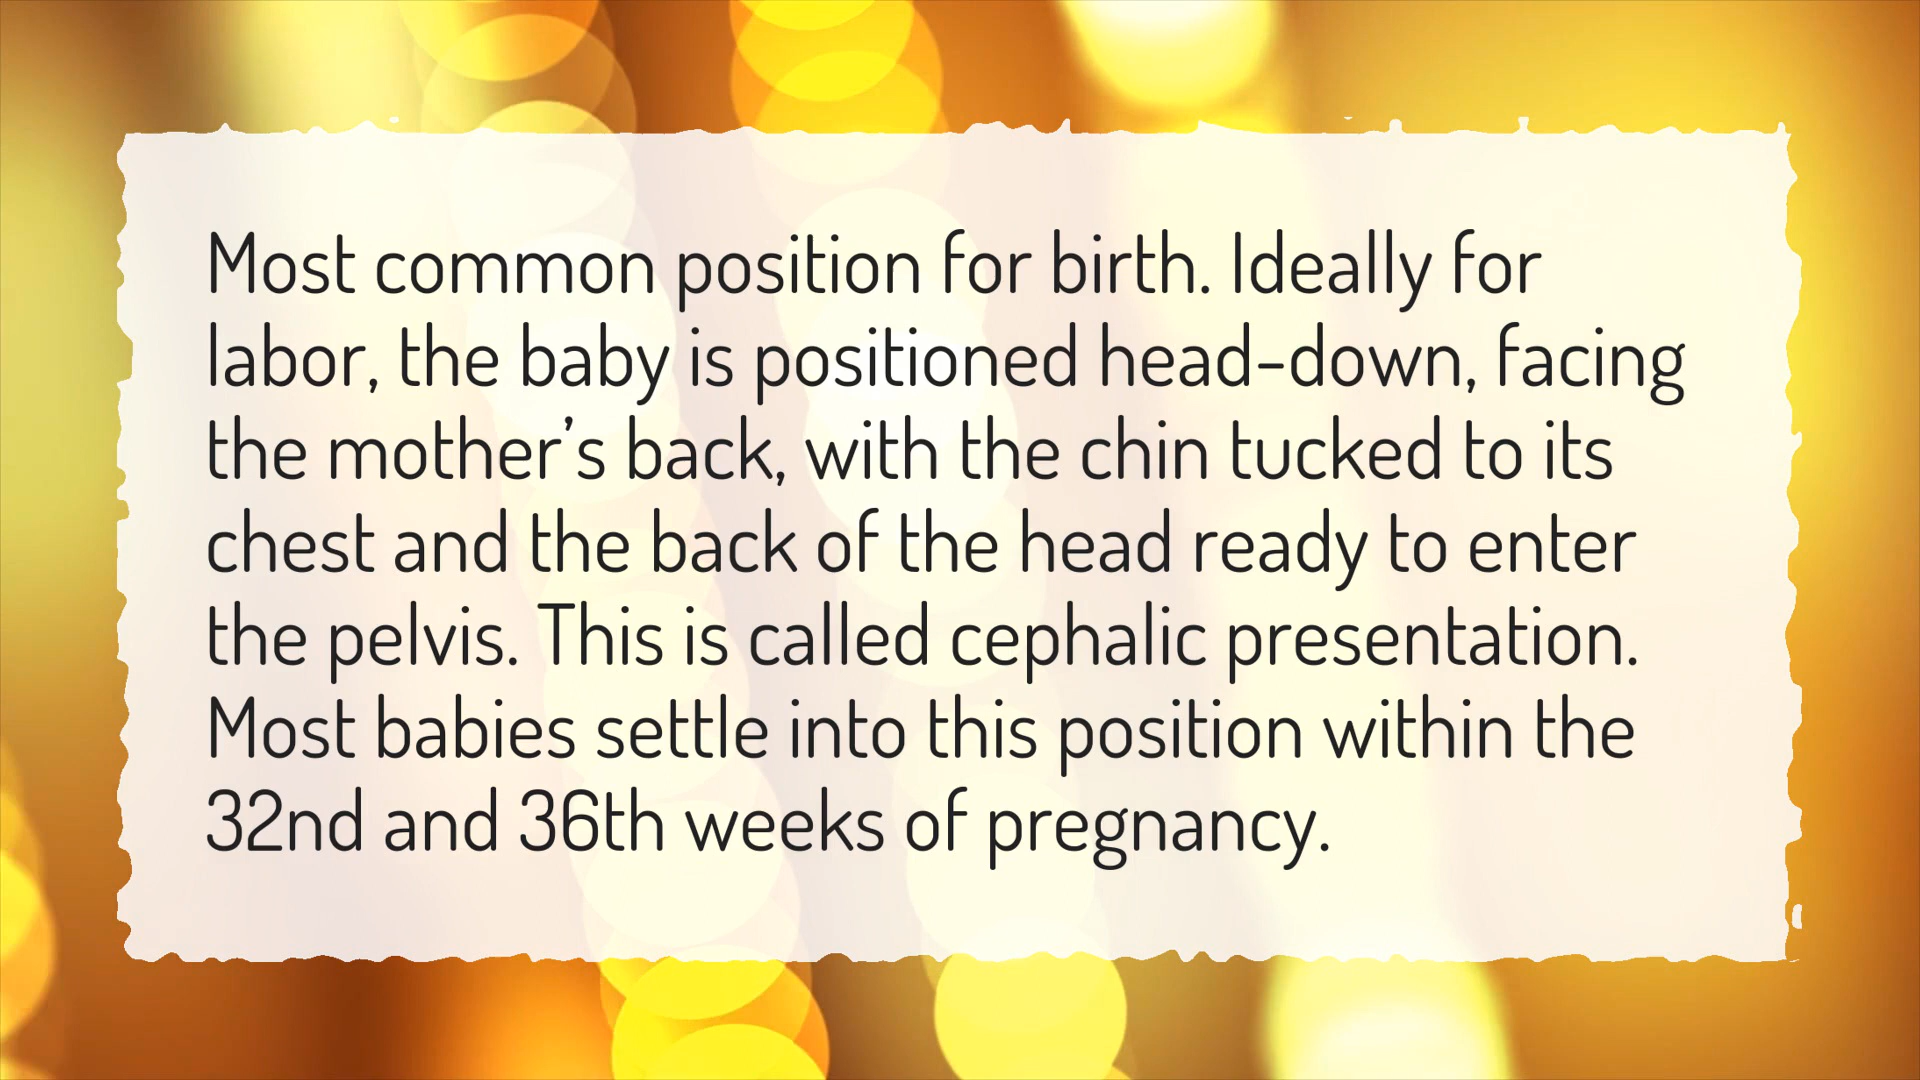 Most common position for birth. Ideally for
labor, the baby is positioned head-down, facing
the mother’s back, with the chin tucked to its
chest and the back of the head ready to enter
the pelvis. This is called cephalic presentation.
Most babies settle into this position within the
32nd and 36th weeks of pregnancy.